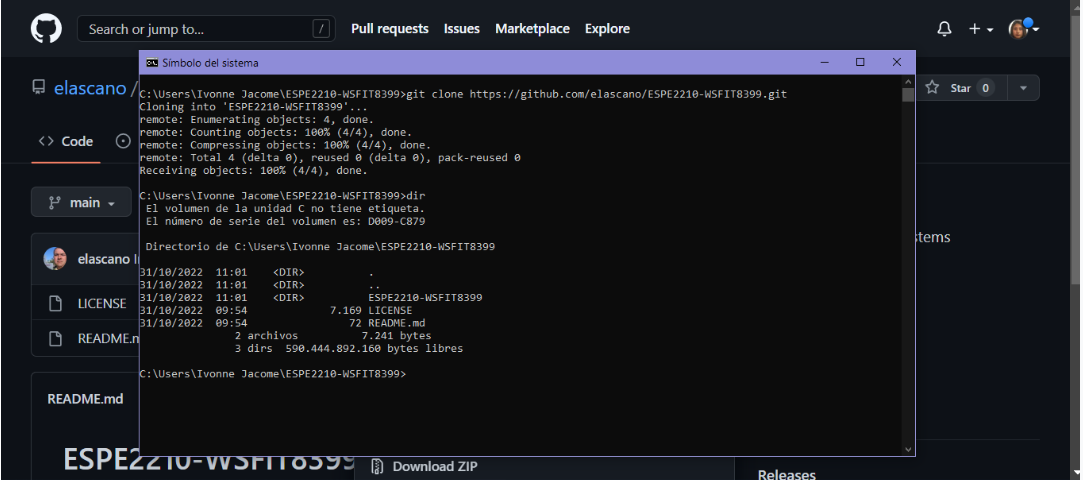 Search or jump to... / Pull requests Issues Marketplace Explore
Símbolo del sistema
elascano /
Star 0
Code
main
elascano
LICENSE
README.m
README.md
ESPE2210-WSFIT8399
C:\Users\Ivonne Jacome\ESPE2210-WSFIT8399>git clone https://github.com/elascano/ESPE2210-WSFIT8399.git
Cloning into 'ESPE2210-WSFIT8399'...
remote: Enumerating objects: 4, done.
remote: Counting objects: 100% (4/4), done.
remote: Compressing objects: 100% (4/4), done.
remote: Total 4 (delta 0), reused 0 (delta 0), pack-reused 0
Receiving objects: 100% (4/4), done.
C:\Users\Ivonne Jacome\ESPE2210-WSFIT8399>dir
El volumen de la unidad C no tiene etiqueta.
El número de serie del volumen es: D009-C879
Directorio de C:\Users\Ivonne Jacome\ESPE2210-WSFIT8399
31/10/2022 11:01 <DIR> .
31/10/2022 11:01 <DIR> ..
31/10/2022 11:01 <DIR> ESPE2210-WSFIT8399
31/10/2022 09:54 7.169 LICENSE
31/10/2022 09:54 72 README.md
2 archivos 7.241 bytes
3 dirs 590.444.892.160 bytes libres
C:\Users\Ivonne Jacome\ESPE2210-WSFIT8399>
stems
Download ZIP
Releases